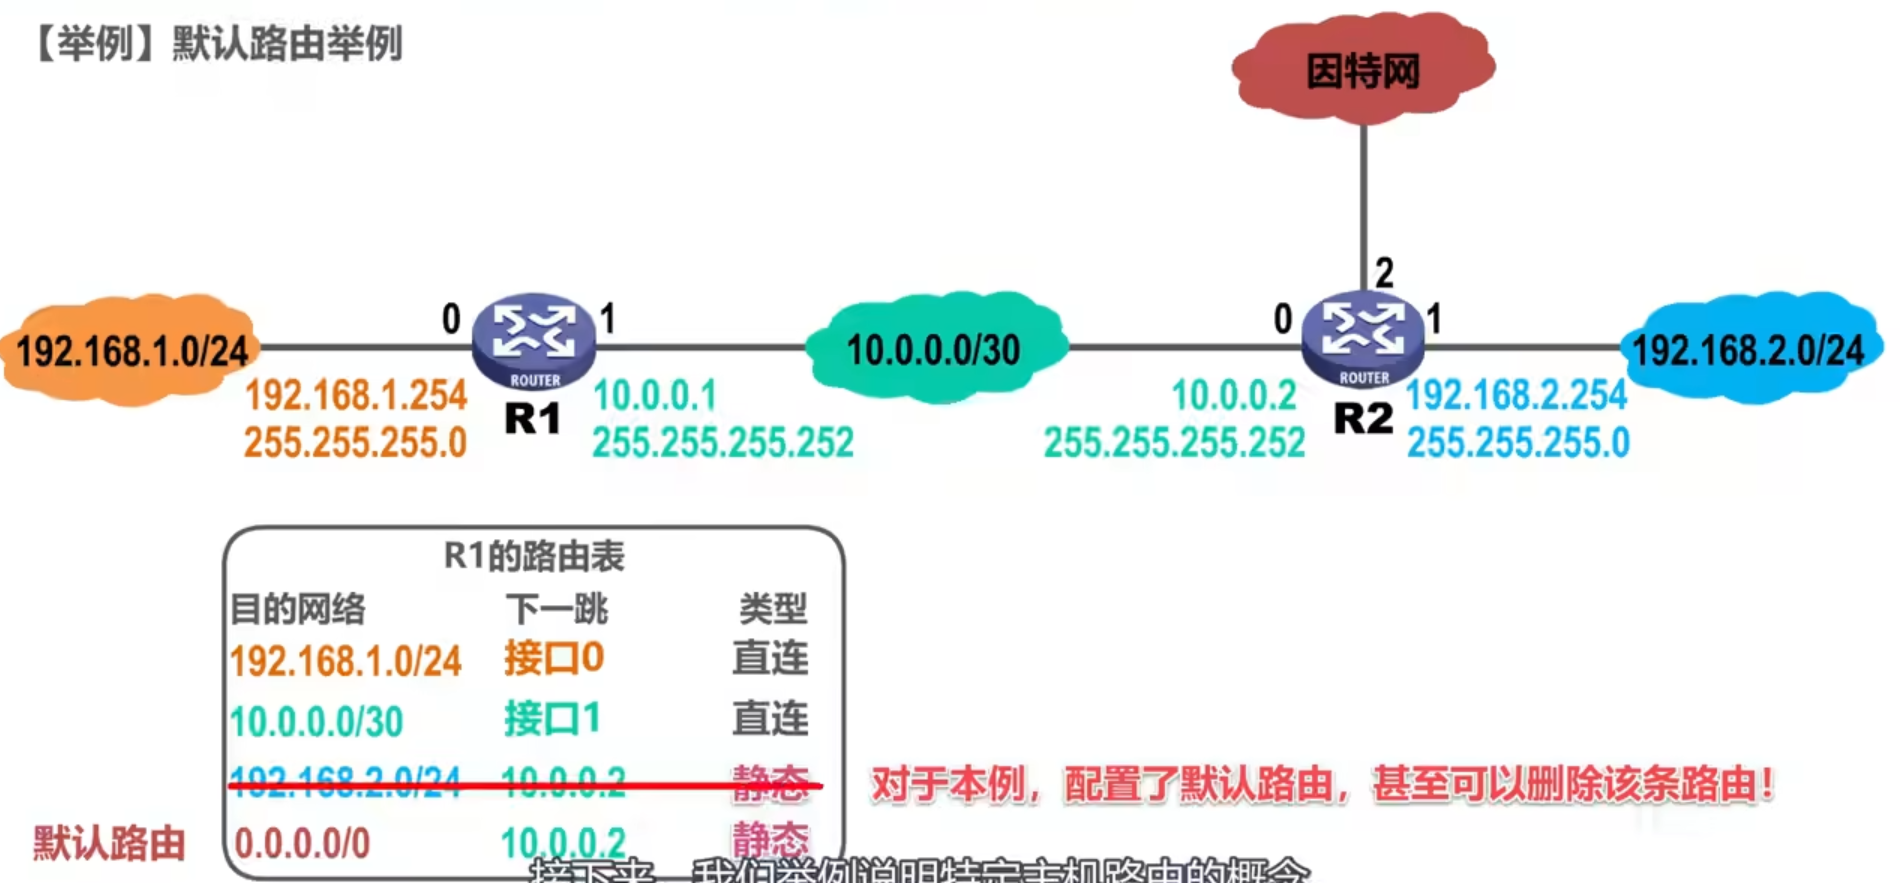 【举例】默认路由举例
因特网
2
0
1
0
1
192.168.1.0/24
10.0.0.0/30
192.168.2.0/24
ROUTER
ROUTER
192.168.1.254
R1
10.0.0.1
10.0.0.2
R2
192.168.2.254
255.255.255.0
255.255.255.252
255.255.255.252
255.255.255.0
R1的路由表
目的网络 下一跳 类型
192.168.1.0/24 接口0 直连
10.0.0.0/30 接口1 直连
192.168.2.0/24 10.0.0.2 静态
对于本例，配置了默认路由，甚至可以删除该条路由！
默认路由 0.0.0.0/0 10.0.0.2 静态
接下来，我们举例说明特定主机路由的概念